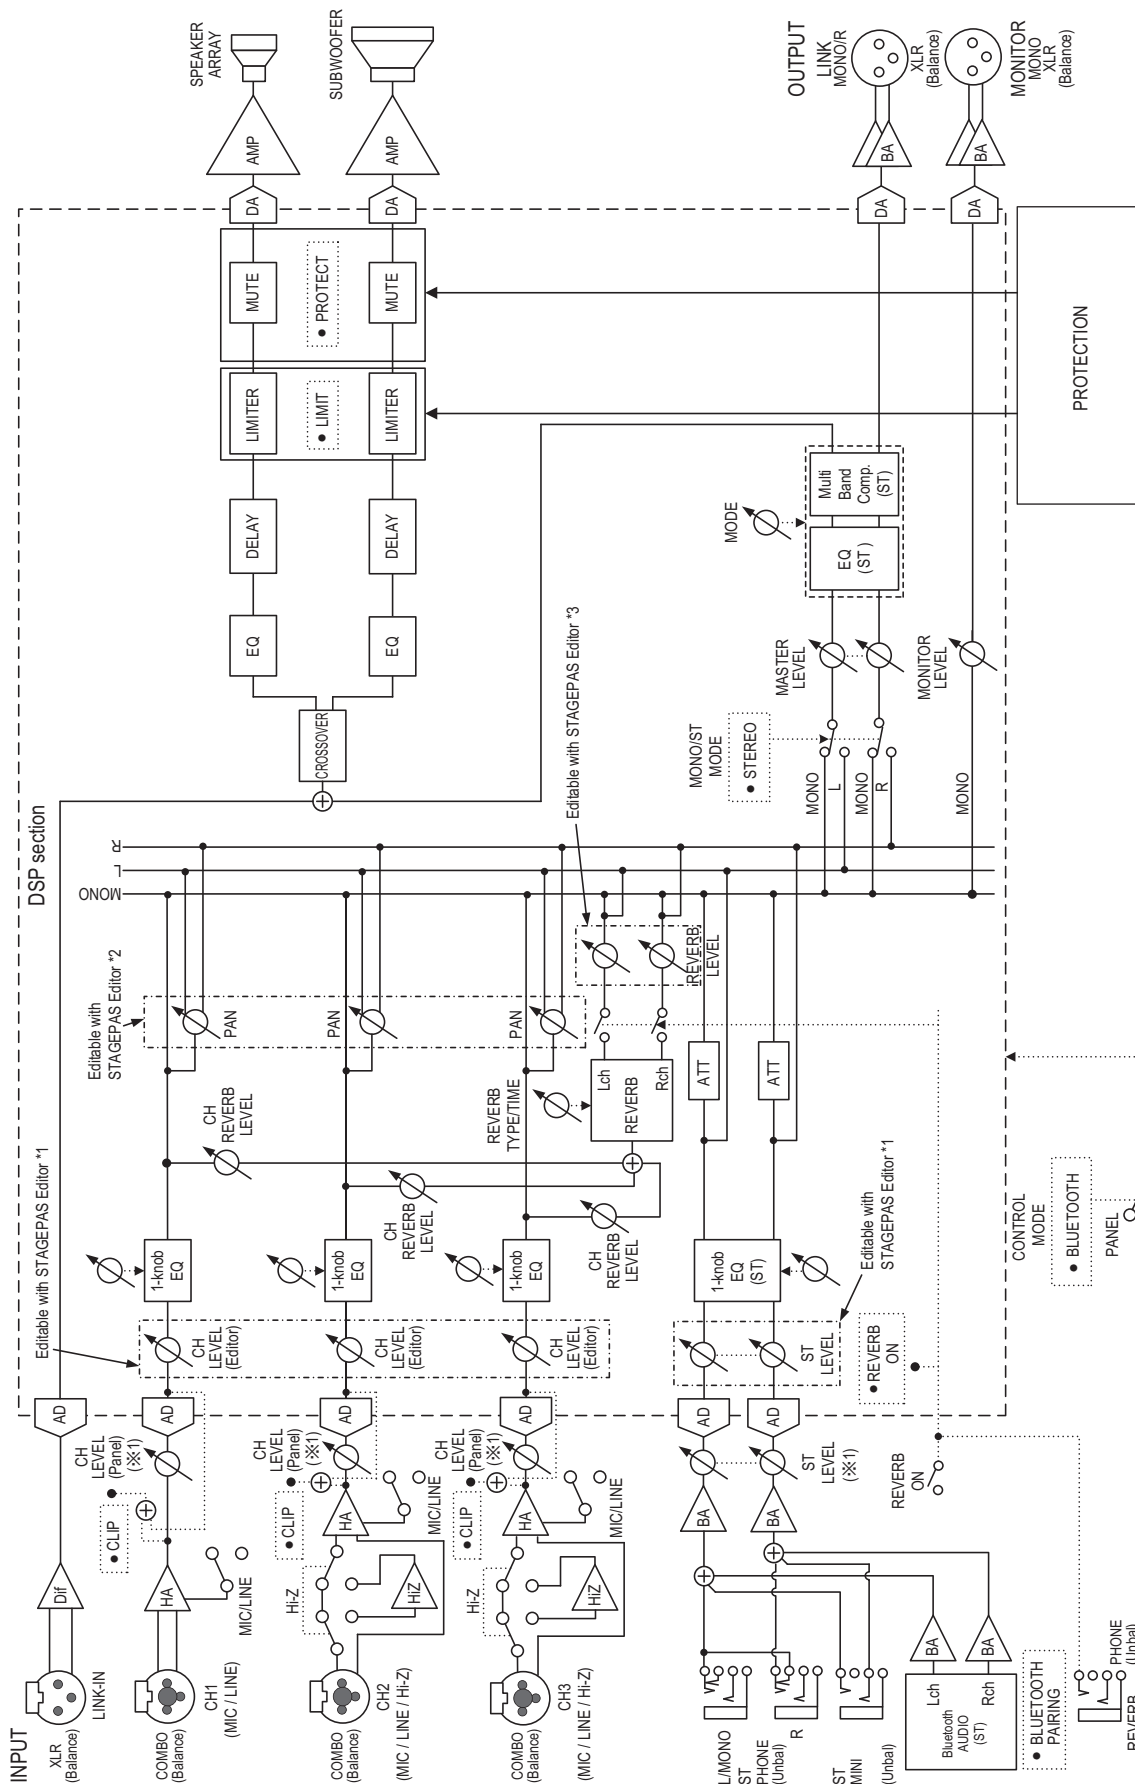 INPUT
XLR
(Balance)
LINK-IN
Dif
AD
DSP section
COMBO
(Balance)
CH1
(MIC / LINE)
HA
MIC/LINE
● CLIP
CH
LEVEL
(Panel)
(※1)
AD
Editable with STAGEPAS Editor *1
CH
LEVEL
(Editor)
1-knob
EQ
CH
REVERB
LEVEL
Editable with
STAGEPAS Editor *2
PAN
COMBO
(Balance)
CH2
(MIC / LINE / Hi-Z)
Hi-Z
HiZ
HA
MIC/LINE
● CLIP
CH
LEVEL
(Panel)
(※1)
AD
CH
LEVEL
(Editor)
1-knob
EQ
CH
REVERB
LEVEL
PAN
COMBO
(Balance)
CH3
(MIC / LINE / Hi-Z)
Hi-Z
HiZ
HA
MIC/LINE
● CLIP
CH
LEVEL
(Panel)
(※1)
AD
CH
LEVEL
(Editor)
1-knob
EQ
CH
REVERB
LEVEL
PAN
REVERB
TYPE/TIME
REVERB
Lch
Rch
REVERB
LEVEL
Editable with STAGEPAS Editor *3
MONO
L
R
L/MONO
ST
PHONE
(Unbal)
R
ST
MINI
(Unbal)
Bluetooth
AUDIO
(ST)
Lch
Rch
BA
BA
● BLUETOOTH
PAIRING
REVERB
PHONE
(Unbal)
BA
BA
ST
LEVEL
(※1)
AD
AD
ST
LEVEL
Editable with
STAGEPAS Editor *1
1-knob
EQ
(ST)
ATT
ATT
REVERB
ON
● REVERB
ON
CONTROL
MODE
● BLUETOOTH
PANEL
MONO
L
MONO
R
MONO
MONO/ST
MODE
● STEREO
MASTER
LEVEL
MONITOR
LEVEL
MODE
EQ
(ST)
Multi
Band
Comp.
(ST)
PROTECTION
CROSSOVER
EQ
EQ
DELAY
DELAY
LIMITER
● LIMIT
LIMITER
MUTE
● PROTECT
MUTE
DA
DA
AMP
AMP
SPEAKER
ARRAY
SUBWOOFER
DA
DA
BA
BA
OUTPUT
LINK
MONO/R
XLR
(Balance)
MONITOR
MONO
XLR
(Balance)